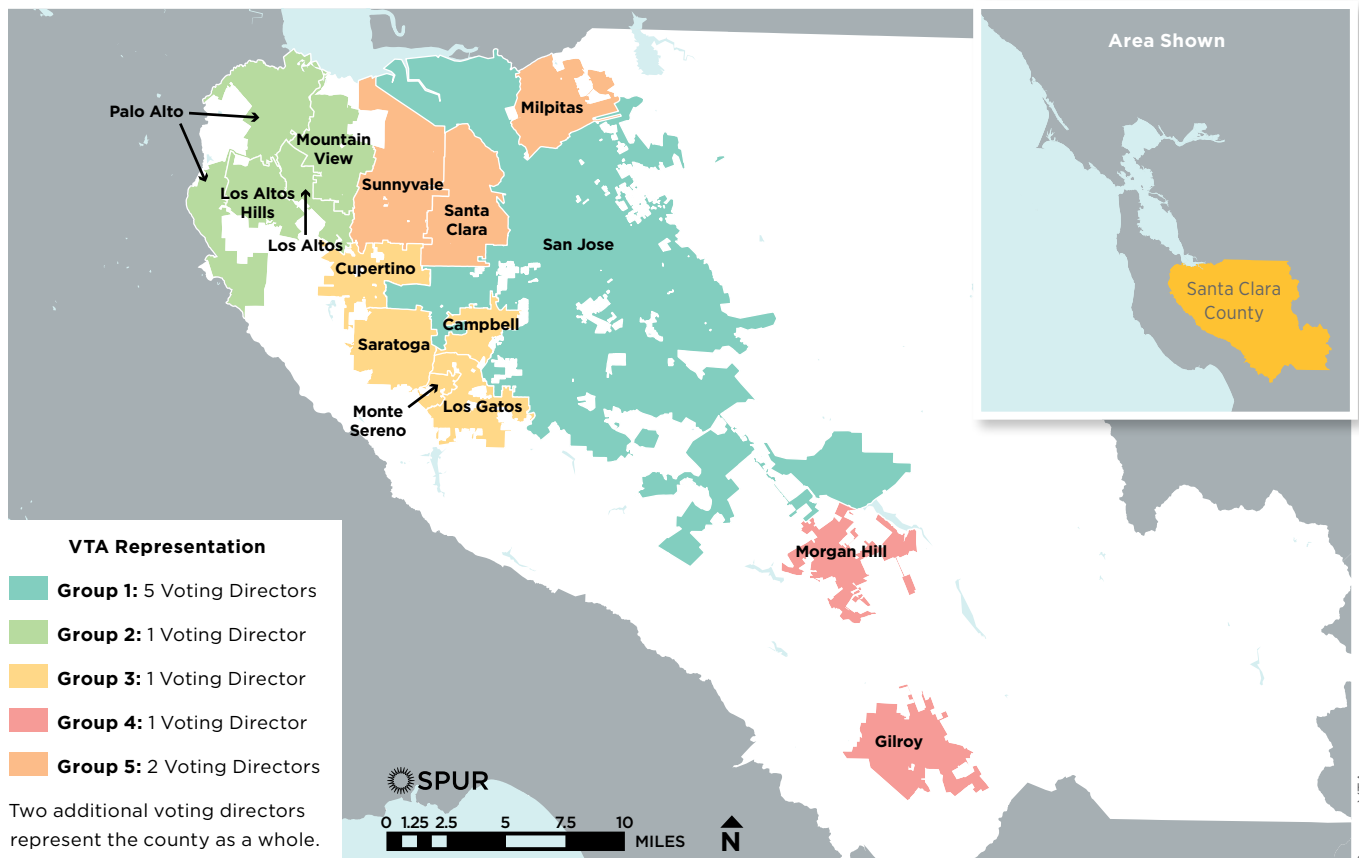 Palo Alto
Mountain
View
Los Altos
Hills
Los Altos
Sunnyvale
Santa
Clara
Milpitas
San Jose
Cupertino
Campbell
Saratoga
Monte
Sereno
Los Gatos
Morgan Hill
Gilroy
Area Shown
Santa Clara
County
VTA Representation
Group 1: 5 Voting Directors
Group 2: 1 Voting Director
Group 3: 1 Voting Director
Group 4: 1 Voting Director
Group 5: 2 Voting Directors
Two additional voting directors
represent the county as a whole.
SPUR
0 1.25 2.5 5 7.5 10
MILES
N